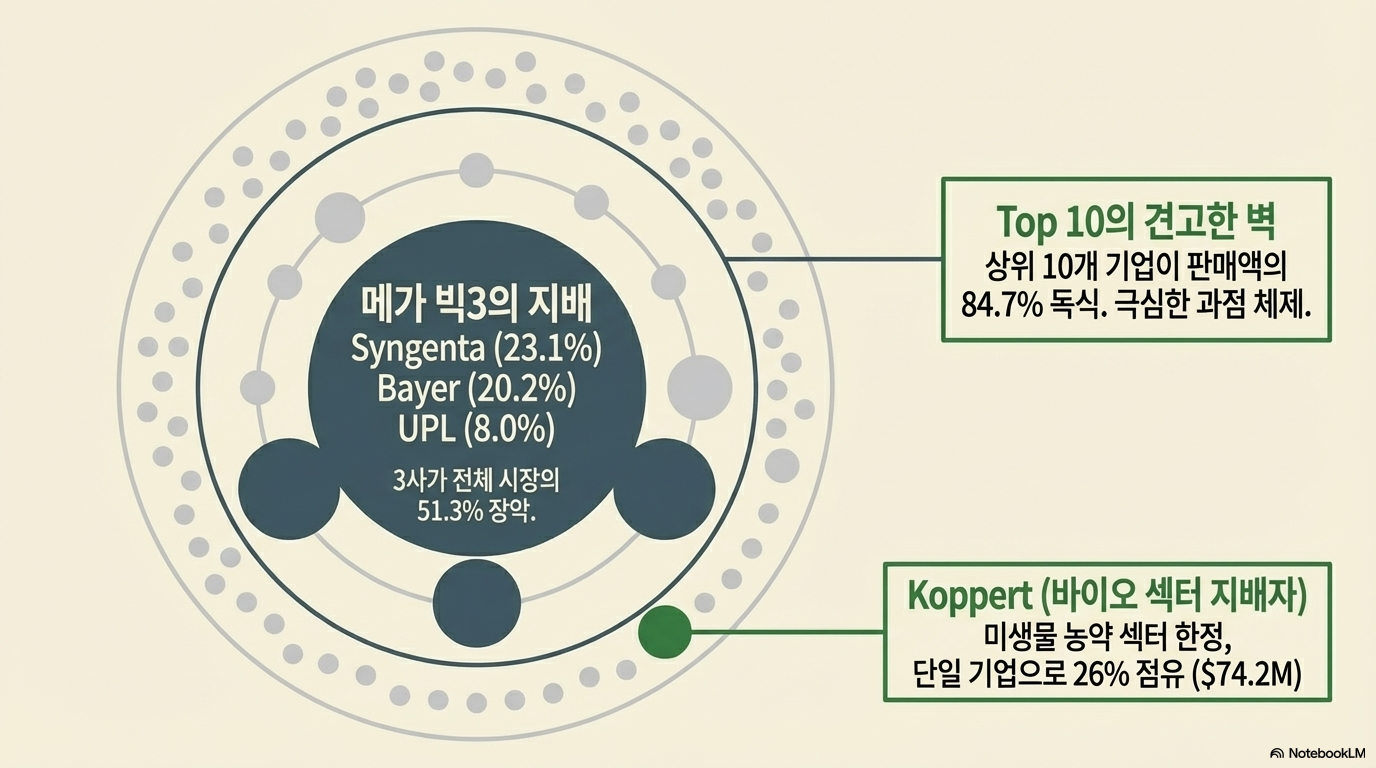 메가 빅3의 지배
Syngenta (23.1%)
Bayer (20.2%)
UPL (8.0%)
3사가 전체 시장의
51.3% 장악.
Top 10의 견고한 벽
상위 10개 기업이 판매액의
84.7% 독식. 극심한 과점 체제.
Koppert (바이오 섹터 지배자)
미생물 농약 섹터 한정,
단일 기업으로 26% 점유 ($74.2M)
NotebookLM